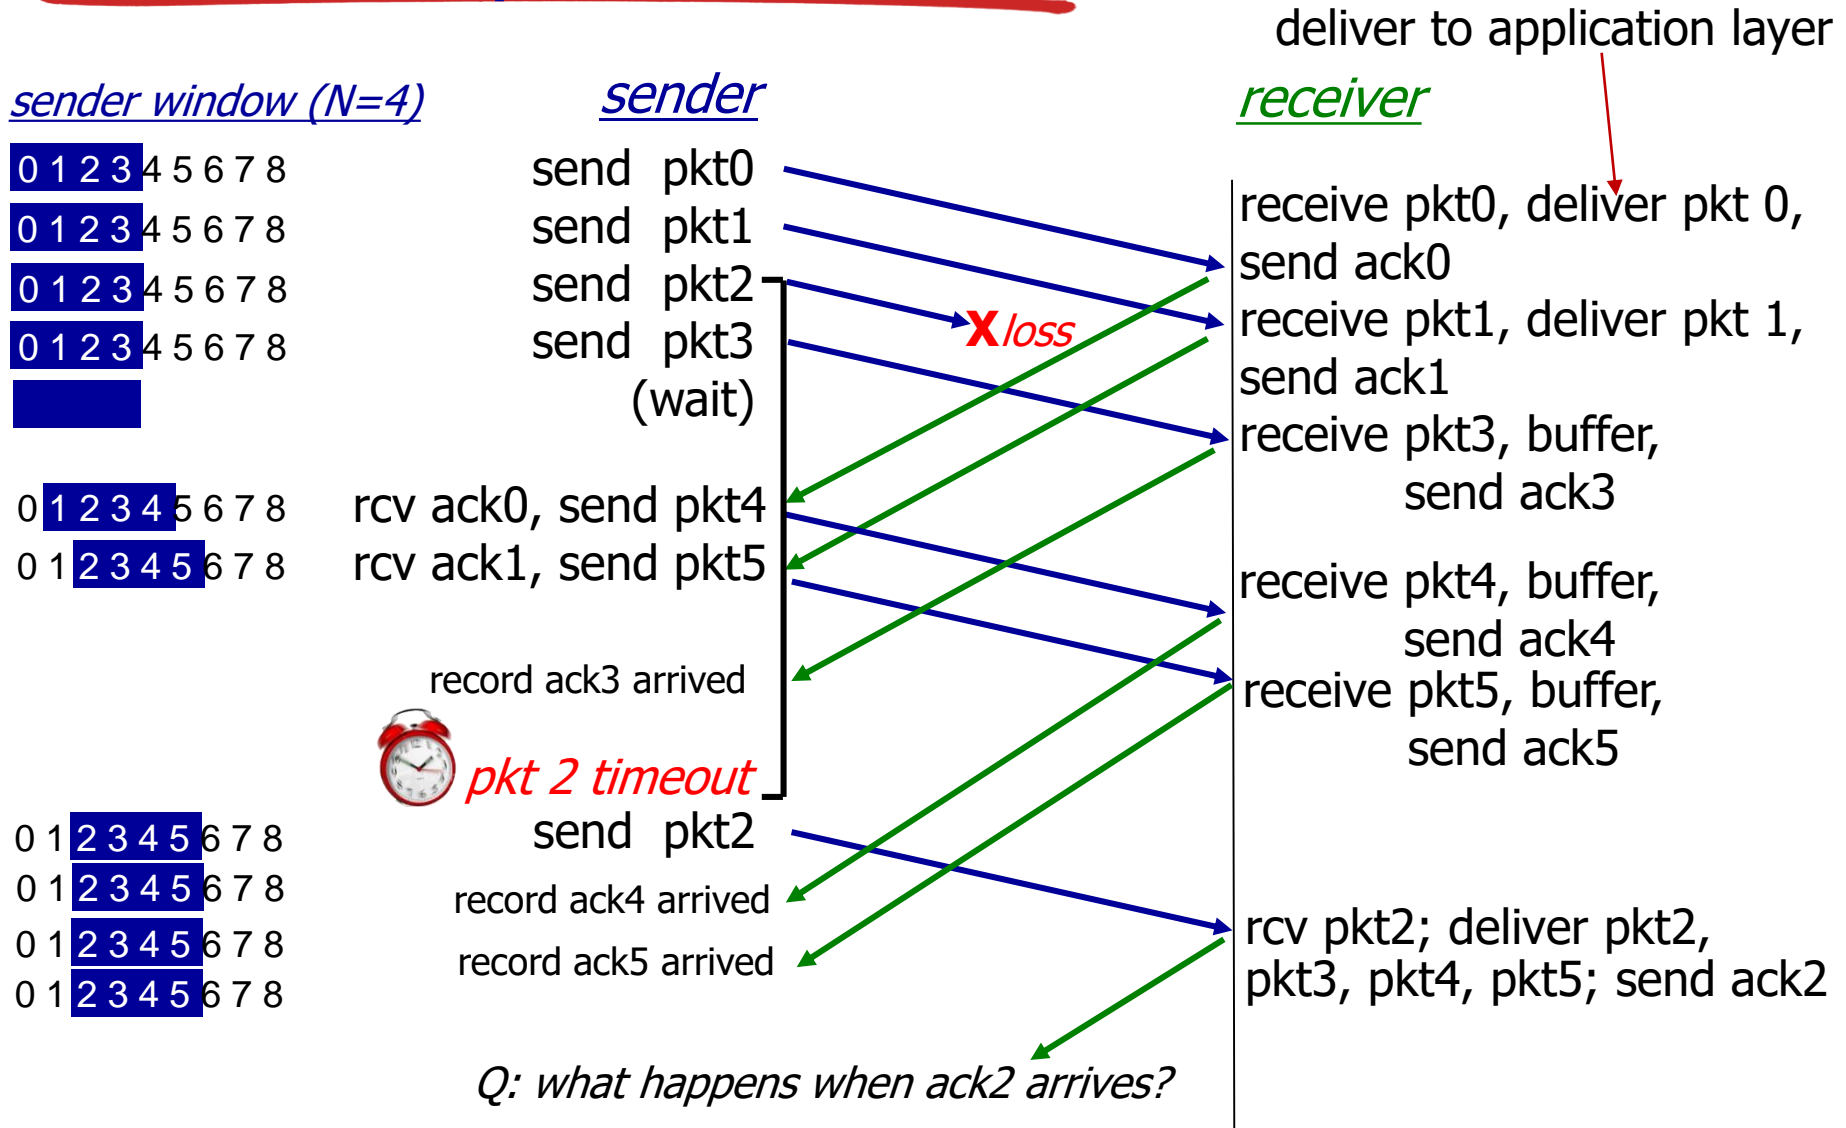 deliver to application layer
sender window (N=4)
sender
receiver
0 1 2 3 4 5 6 7 8
send pkt0
0 1 2 3 4 5 6 7 8
send pkt1
0 1 2 3 4 5 6 7 8
send pkt2
0 1 2 3 4 5 6 7 8
send pkt3
(wait)
X loss
receive pkt0, deliver pkt 0,
send ack0
receive pkt1, deliver pkt 1,
send ack1
receive pkt3, buffer,
send ack3
0 1 2 3 4 5 6 7 8
rcv ack0, send pkt4
0 1 2 3 4 5 6 7 8
rcv ack1, send pkt5
receive pkt4, buffer,
send ack4
receive pkt5, buffer,
send ack5
record ack3 arrived
pkt 2 timeout
0 1 2 3 4 5 6 7 8
send pkt2
0 1 2 3 4 5 6 7 8
record ack4 arrived
0 1 2 3 4 5 6 7 8
record ack5 arrived
0 1 2 3 4 5 6 7 8
rcv pkt2; deliver pkt2,
pkt3, pkt4, pkt5; send ack2
Q: what happens when ack2 arrives?